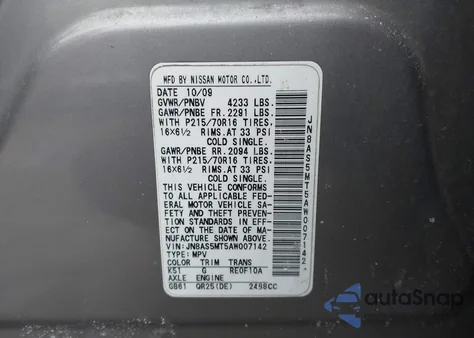 MFD BY NISSAN MOTOR CO.,LTD.
DATE 10/09
GVWR/PNBV 4233 LBS.
GAWR/PNBE FR. 2291 LBS.
WITH P215/70R16 TIRES.
16X6½ RIMS. AT 33 PSI
COLD SINGLE.
GAWR/PNBE RR. 2094 LBS.
WITH P215/70R16 TIRES.
16X6½ RIMS. AT 33 PSI
COLD SINGLE.
THIS VEHICLE CONFORMS
TO ALL APPLICABLE FED-
ERAL MOTOR VEHICLE SA-
FETY AND THEFT PREVEN-
TION STANDARDS IN EFF-
ECT ON THE DATE OF MA-
NUFACTURE SHOWN ABOVE.
VIN: JN8AS5MT5AW007142
TYPE: MPV
COLOR TRIM TRANS
K51 G RE0F10A
AXLE ENGINE
GB61 QR25(DE) 2498CC
JN8AS5MT5AW007142
autoSnap